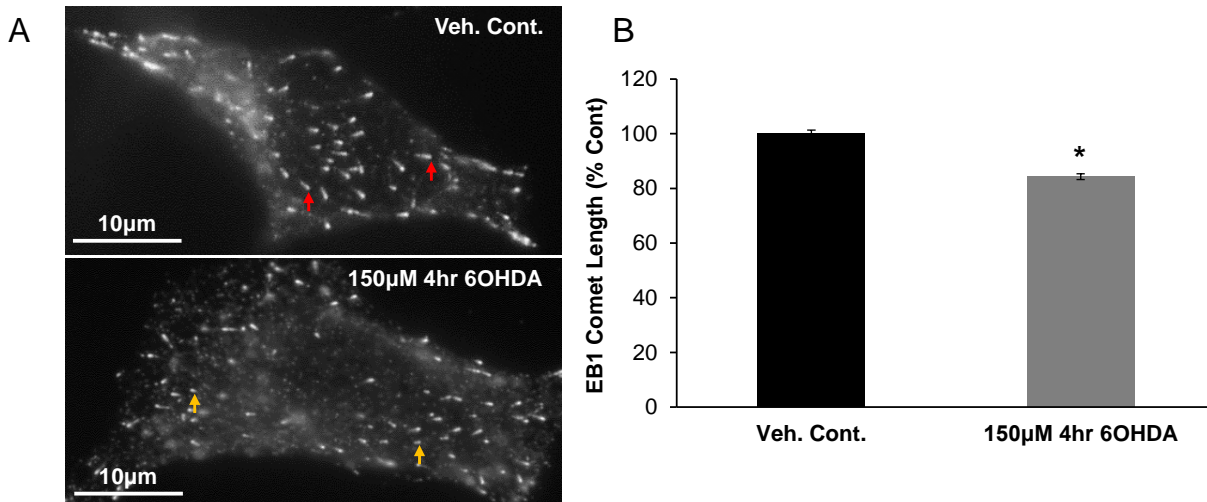 A
Veh. Cont.
10µm
150µM 4hr 6OHDA
10µm
B
EB1 Comet Length (% Cont)
120
100
80
60
40
20
0
*
Veh. Cont.
150µM 4hr 6OHDA